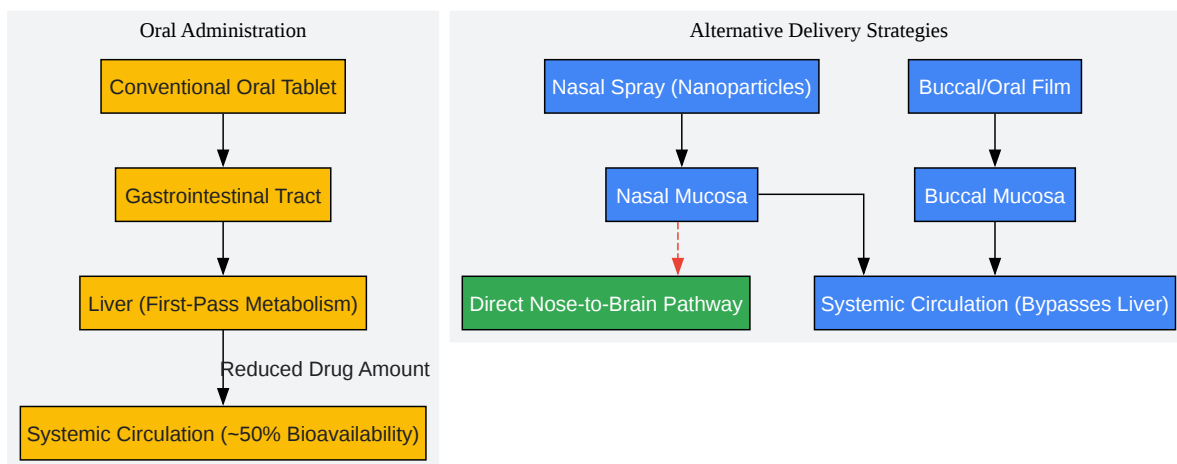 Oral Administration
Conventional Oral Tablet
Gastrointestinal Tract
Liver (First-Pass Metabolism)
Reduced Drug Amount
Systemic Circulation (~50% Bioavailability)
Alternative Delivery Strategies
Nasal Spray (Nanoparticles)
Buccal/Oral Film
Nasal Mucosa
Buccal Mucosa
Direct Nose-to-Brain Pathway
Systemic Circulation (Bypasses Liver)